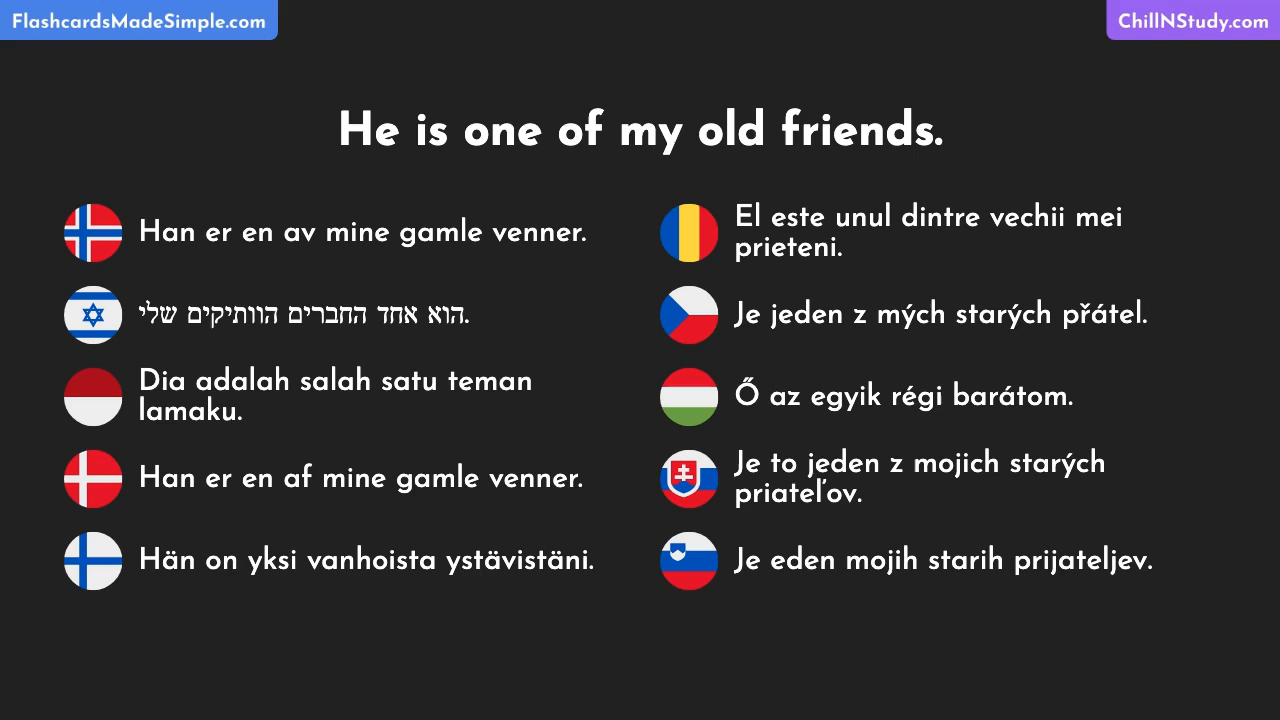 FlashcardsMadeSimple.com
ChillNStudy.com
He is one of my old friends.
Han er en av mine gamle venner.
הוא אחד החברים הוותיקים שלי.
Dia adalah salah satu teman
lamaku.
Han er en af mine gamle venner.
Hän on yksi vanhoista ystävistäni.
El este unul dintre vechii mei
prieteni.
Je jeden z mých starých přátel.
Ő az egyik régi barátom.
Je to jeden z mojich starých
priateľov.
Je eden mojih starih prijateljev.